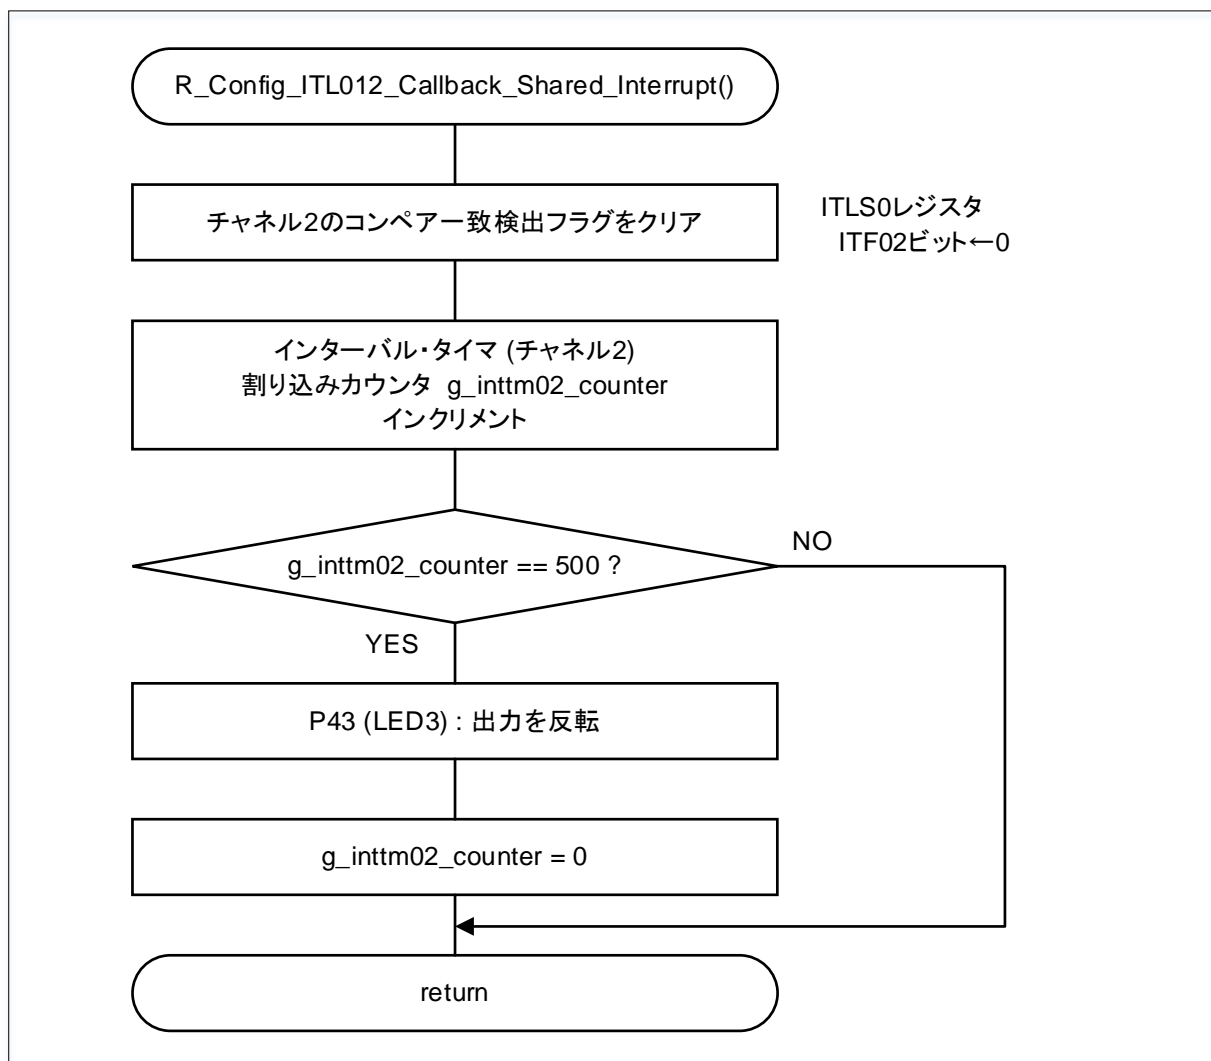 R_Config_ITL012_Callback_Shared_Interrupt()
チャネル2のコンペアー致検出フラグをクリア
ITLS0レジスタ
ITF02ビット←0
インターバル・タイマ (チャネル2)
割り込みカウンタ g_inttm02_counter
インクリメント
g_inttm02_counter == 500 ?
NO
YES
P43 (LED3) : 出力を反転
g_inttm02_counter = 0
return